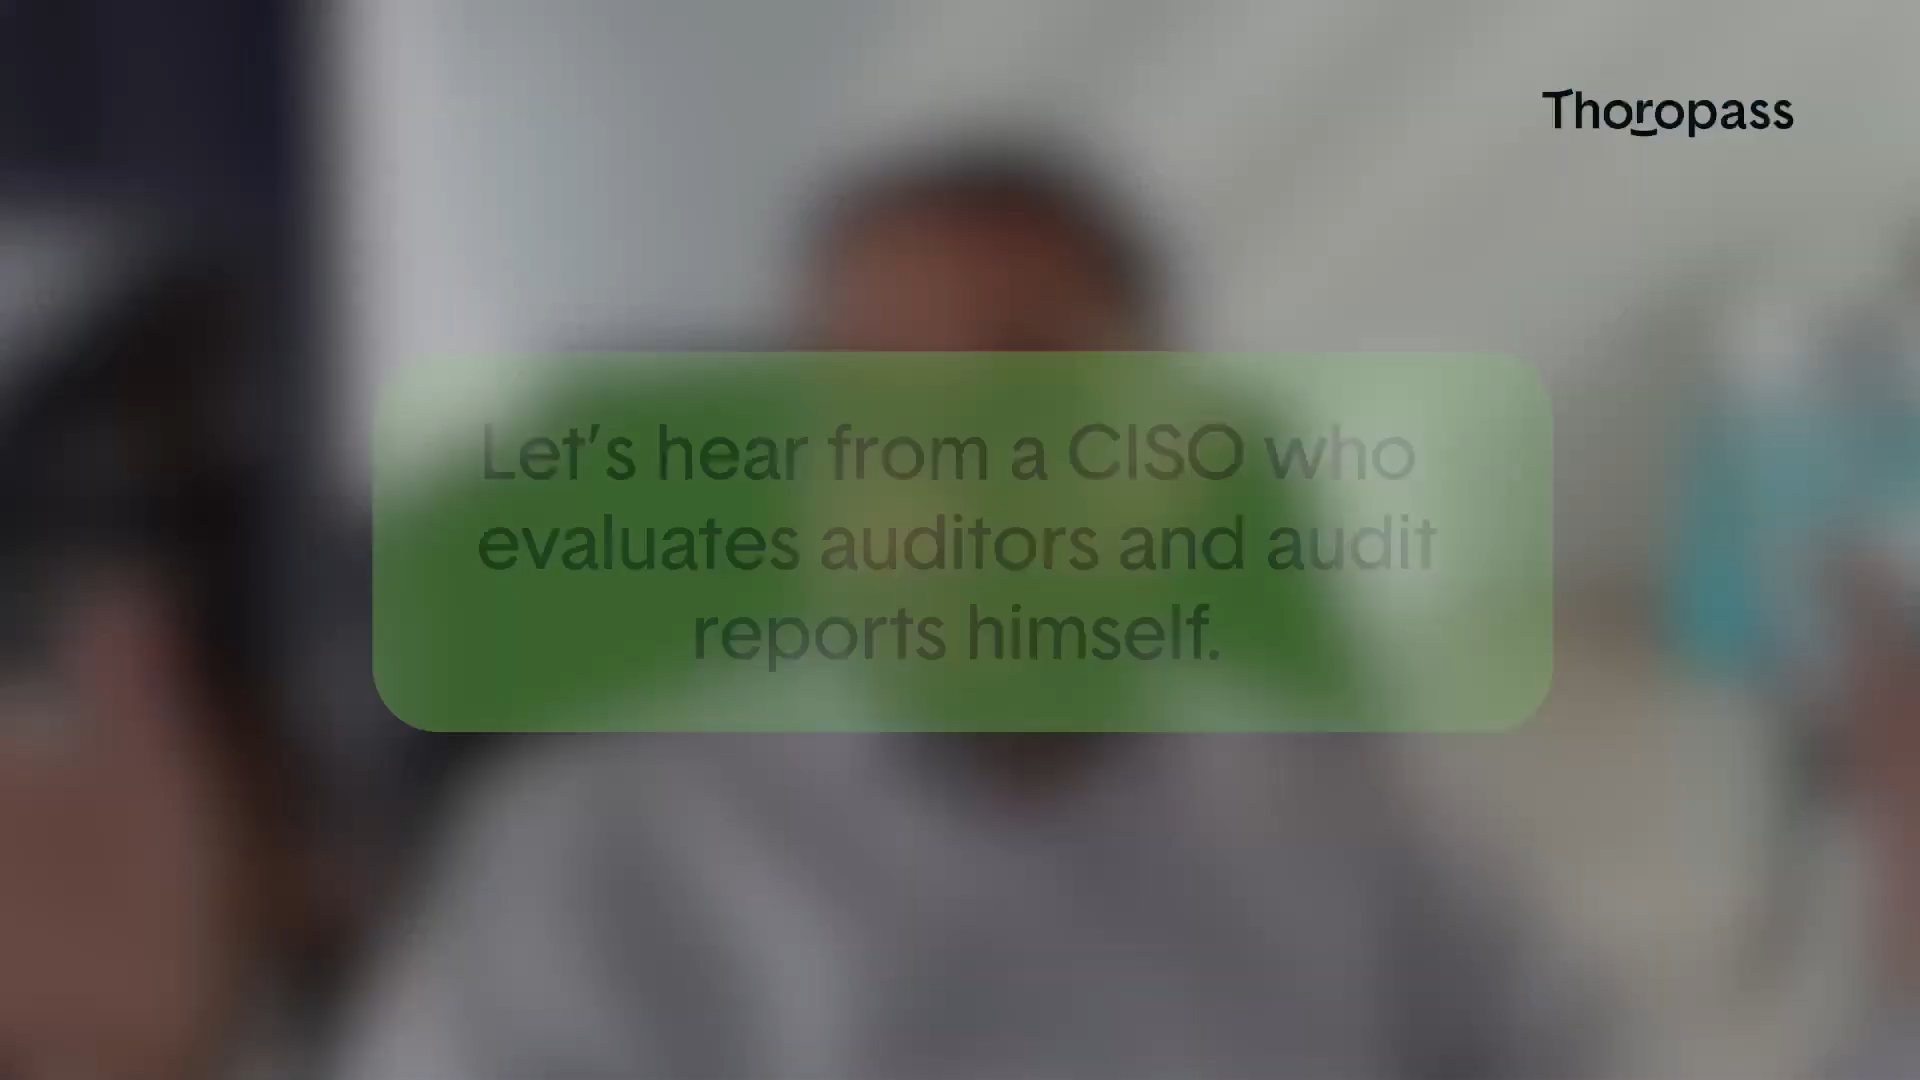 Thoropass
Let's hear from a CISO who
evaluates auditors and audit
reports himself.